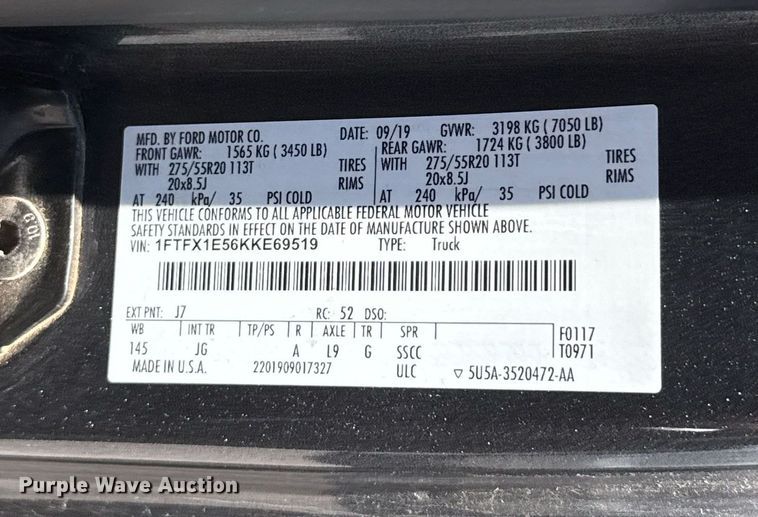 MFD. BY FORD MOTOR CO. DATE: 09/19 GVWR: 3198 KG ( 7050 LB)
FRONT GAWR: 1565 KG ( 3450 LB) REAR GAWR: 1724 KG ( 3800 LB)
WITH 275/55R20 113T TIRES WITH 275/55R20 113T TIRES
20x8.5J RIMS 20x8.5J RIMS
AT 240 kPa/ 35 PSI COLD AT 240 kPa/ 35 PSI COLD
THIS VEHICLE CONFORMS TO ALL APPLICABLE FEDERAL MOTOR VEHICLE
SAFETY STANDARDS IN EFFECT ON THE DATE OF MANUFACTURE SHOWN ABOVE.
VIN: 1FTFX1E56KKE69519 TYPE: Truck
EXT PNT: J7 RC: 52 DSO:
WB INT TR TP/PS R AXLE TR SPR F0117
145 JG A L9 G SSCC T0971
MADE IN U.S.A. 2201909017327 ULC ▽ 5U5A-3520472-AA
Purple Wave Auction